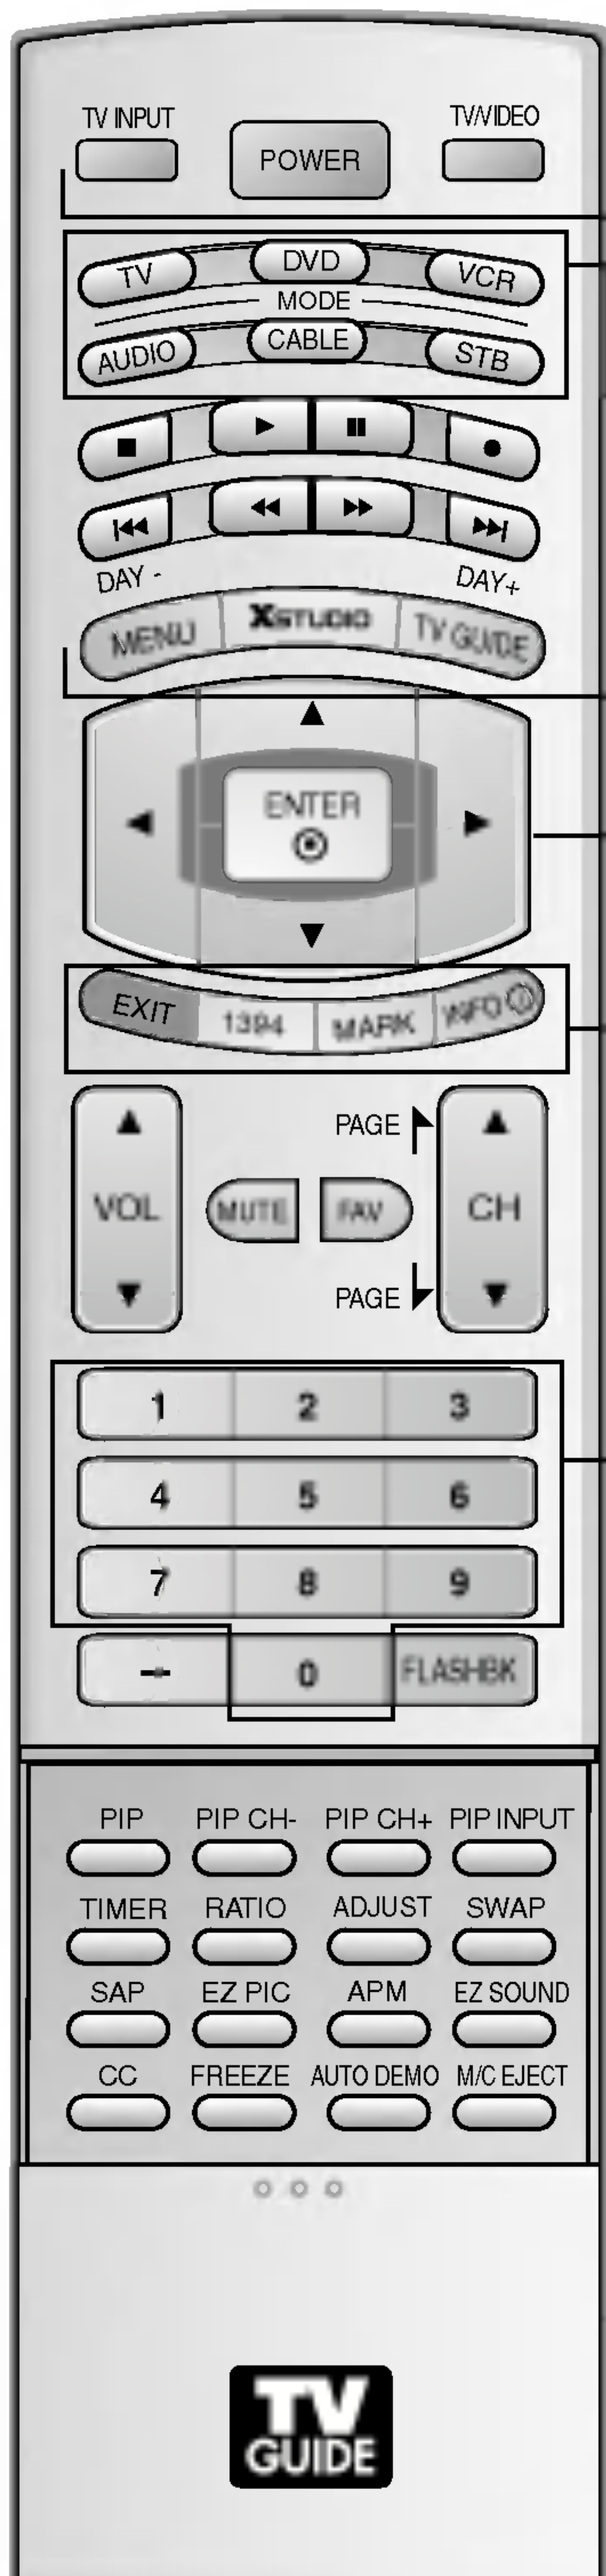 TV INPUT POWER TV/VIDEO
TV DVD VCR
MODE
AUDIO CABLE STB
DAY - DAY+
MENU XSTUDIO TV GUIDE
ENTER
EXIT 1394 MARK INFO i
PAGE
VOL MUTE FAV CH
PAGE
1 2 3
4 5 6
7 8 9
- 0 FLASHBK
PIP PIP CH- PIP CH+ PIP INPUT
TIMER RATIO ADJUST SWAP
SAP EZ PIC APM EZ SOUND
CC FREEZE AUTO DEMO M/C EJECT
TV
GUIDE